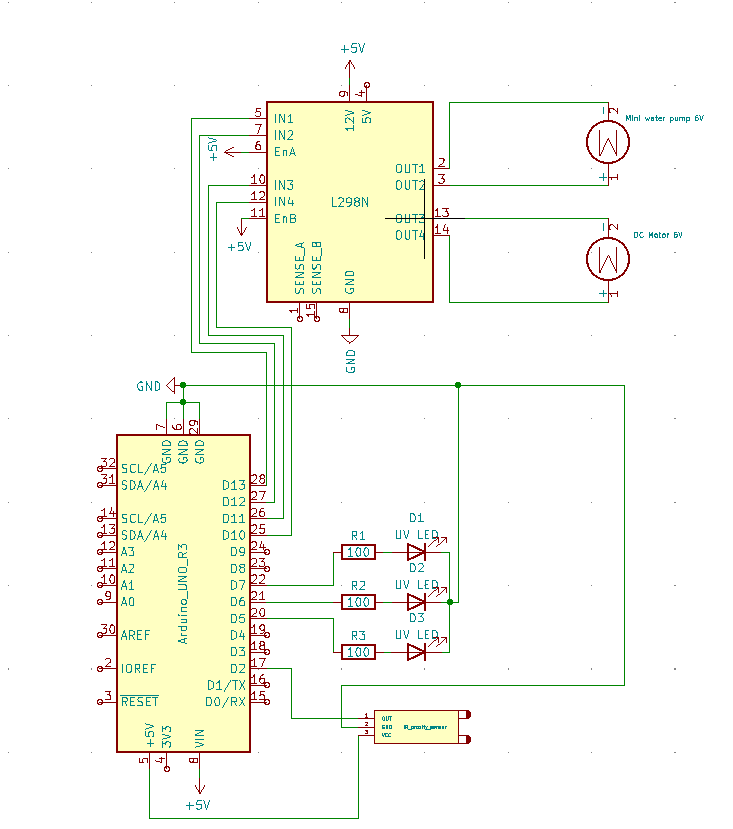 +5V
9 4
12V 5V
5 IN1
7 IN2
+5V 6 EnA
10 IN3
12 IN4
11 EnB
+5V
L298N
OUT1 2
OUT2 3
OUT3 13
OUT4 14
SENSE_A SENSE_B GND
1 15 8
GND
- 2
Mini water pump 6V
M
+ 1
- 2
DC Motor 6V
M
+ 1
GND
7 6 29
GND GND GND
32 SCL/A5
31 SDA/A4
14 SCL/A5
13 SDA/A4
12 A3
11 A2
10 A1
9 A0
30 AREF
2 IOREF
3 RESET
Arduino_UNO_R3
D13 28
D12 27
D11 26
D10 25
D9 24
D8 23
D7 22
D6 21
D5 20
D4 19
D3 18
D2 17
D1/TX 16
D0/RX 15
+5V 3V3 VIN
5 4 8
+5V
R1
100
D1
UV LED
R2
100
D2
UV LED
R3
100
D3
UV LED
1 OUT
2 GND
3 VCC
IR_proxity_sensor